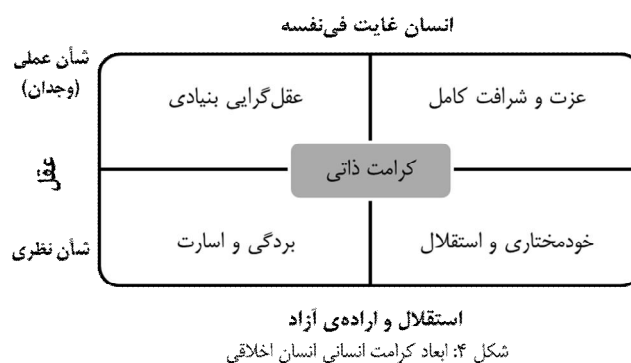 انسان غایت فی‌نفسه
شأن عملی
(وجدان)
عزت و شرافت کامل
عقل‌گرایی بنیادی
کرامت ذاتی
عقل
خودمختاری و استقلال
بردگی و اسارت
شأن نظری
استقلال و اراده‌ی آزاد
شکل ۴: ابعاد کرامت انسانی انسان اخلاقی